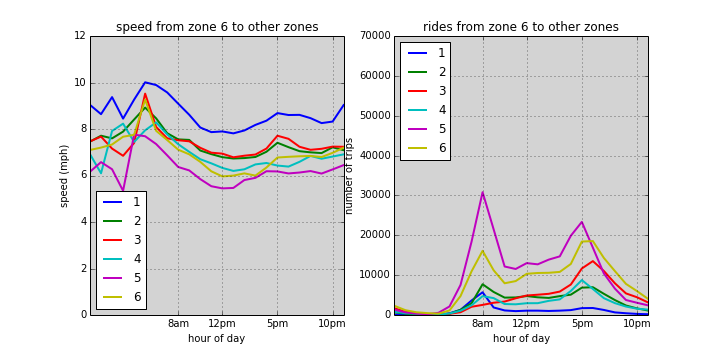 speed from zone 6 to other zones
12
10
8
6
4
2
0
speed (mph)
1
2
3
4
5
6
8am
12pm
5pm
10pm
hour of day
rides from zone 6 to other zones
70000
60000
50000
40000
30000
20000
10000
0
number of trips
1
2
3
4
5
6
8am
12pm
5pm
10pm
hour of day